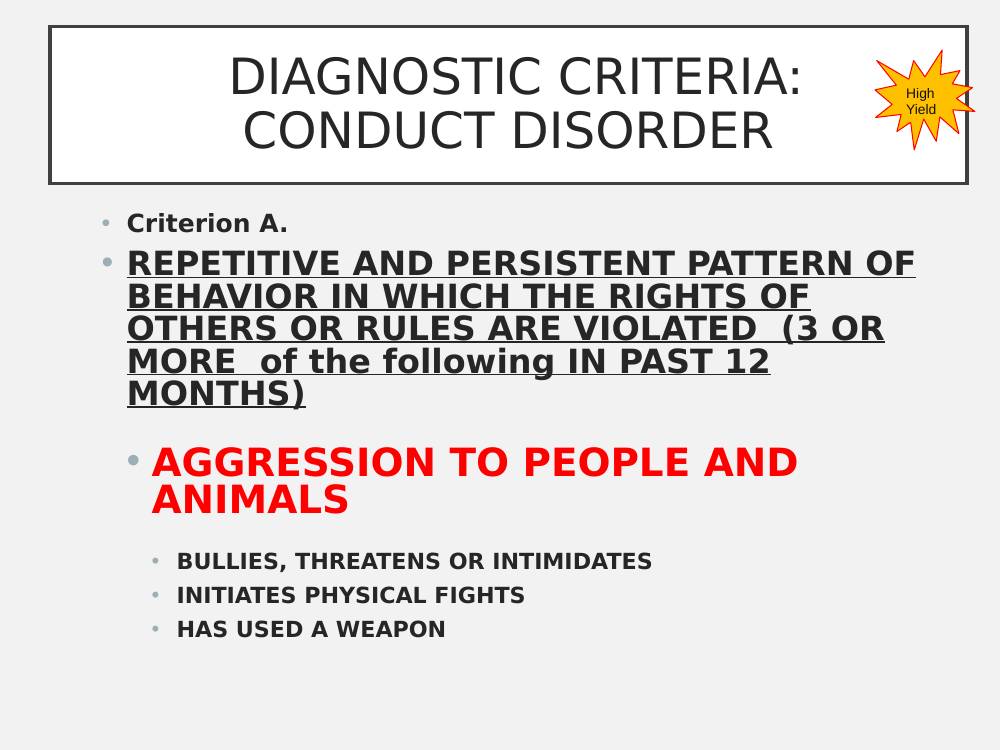 DIAGNOSTIC CRITERIA:
CONDUCT DISORDER
High
Yield
• Criterion A.
• REPETITIVE AND PERSISTENT PATTERN OF
BEHAVIOR IN WHICH THE RIGHTS OF
OTHERS OR RULES ARE VIOLATED  (3 OR
MORE  of the following IN PAST 12
MONTHS)
• AGGRESSION TO PEOPLE AND
ANIMALS
• BULLIES, THREATENS OR INTIMIDATES
• INITIATES PHYSICAL FIGHTS
• HAS USED A WEAPON